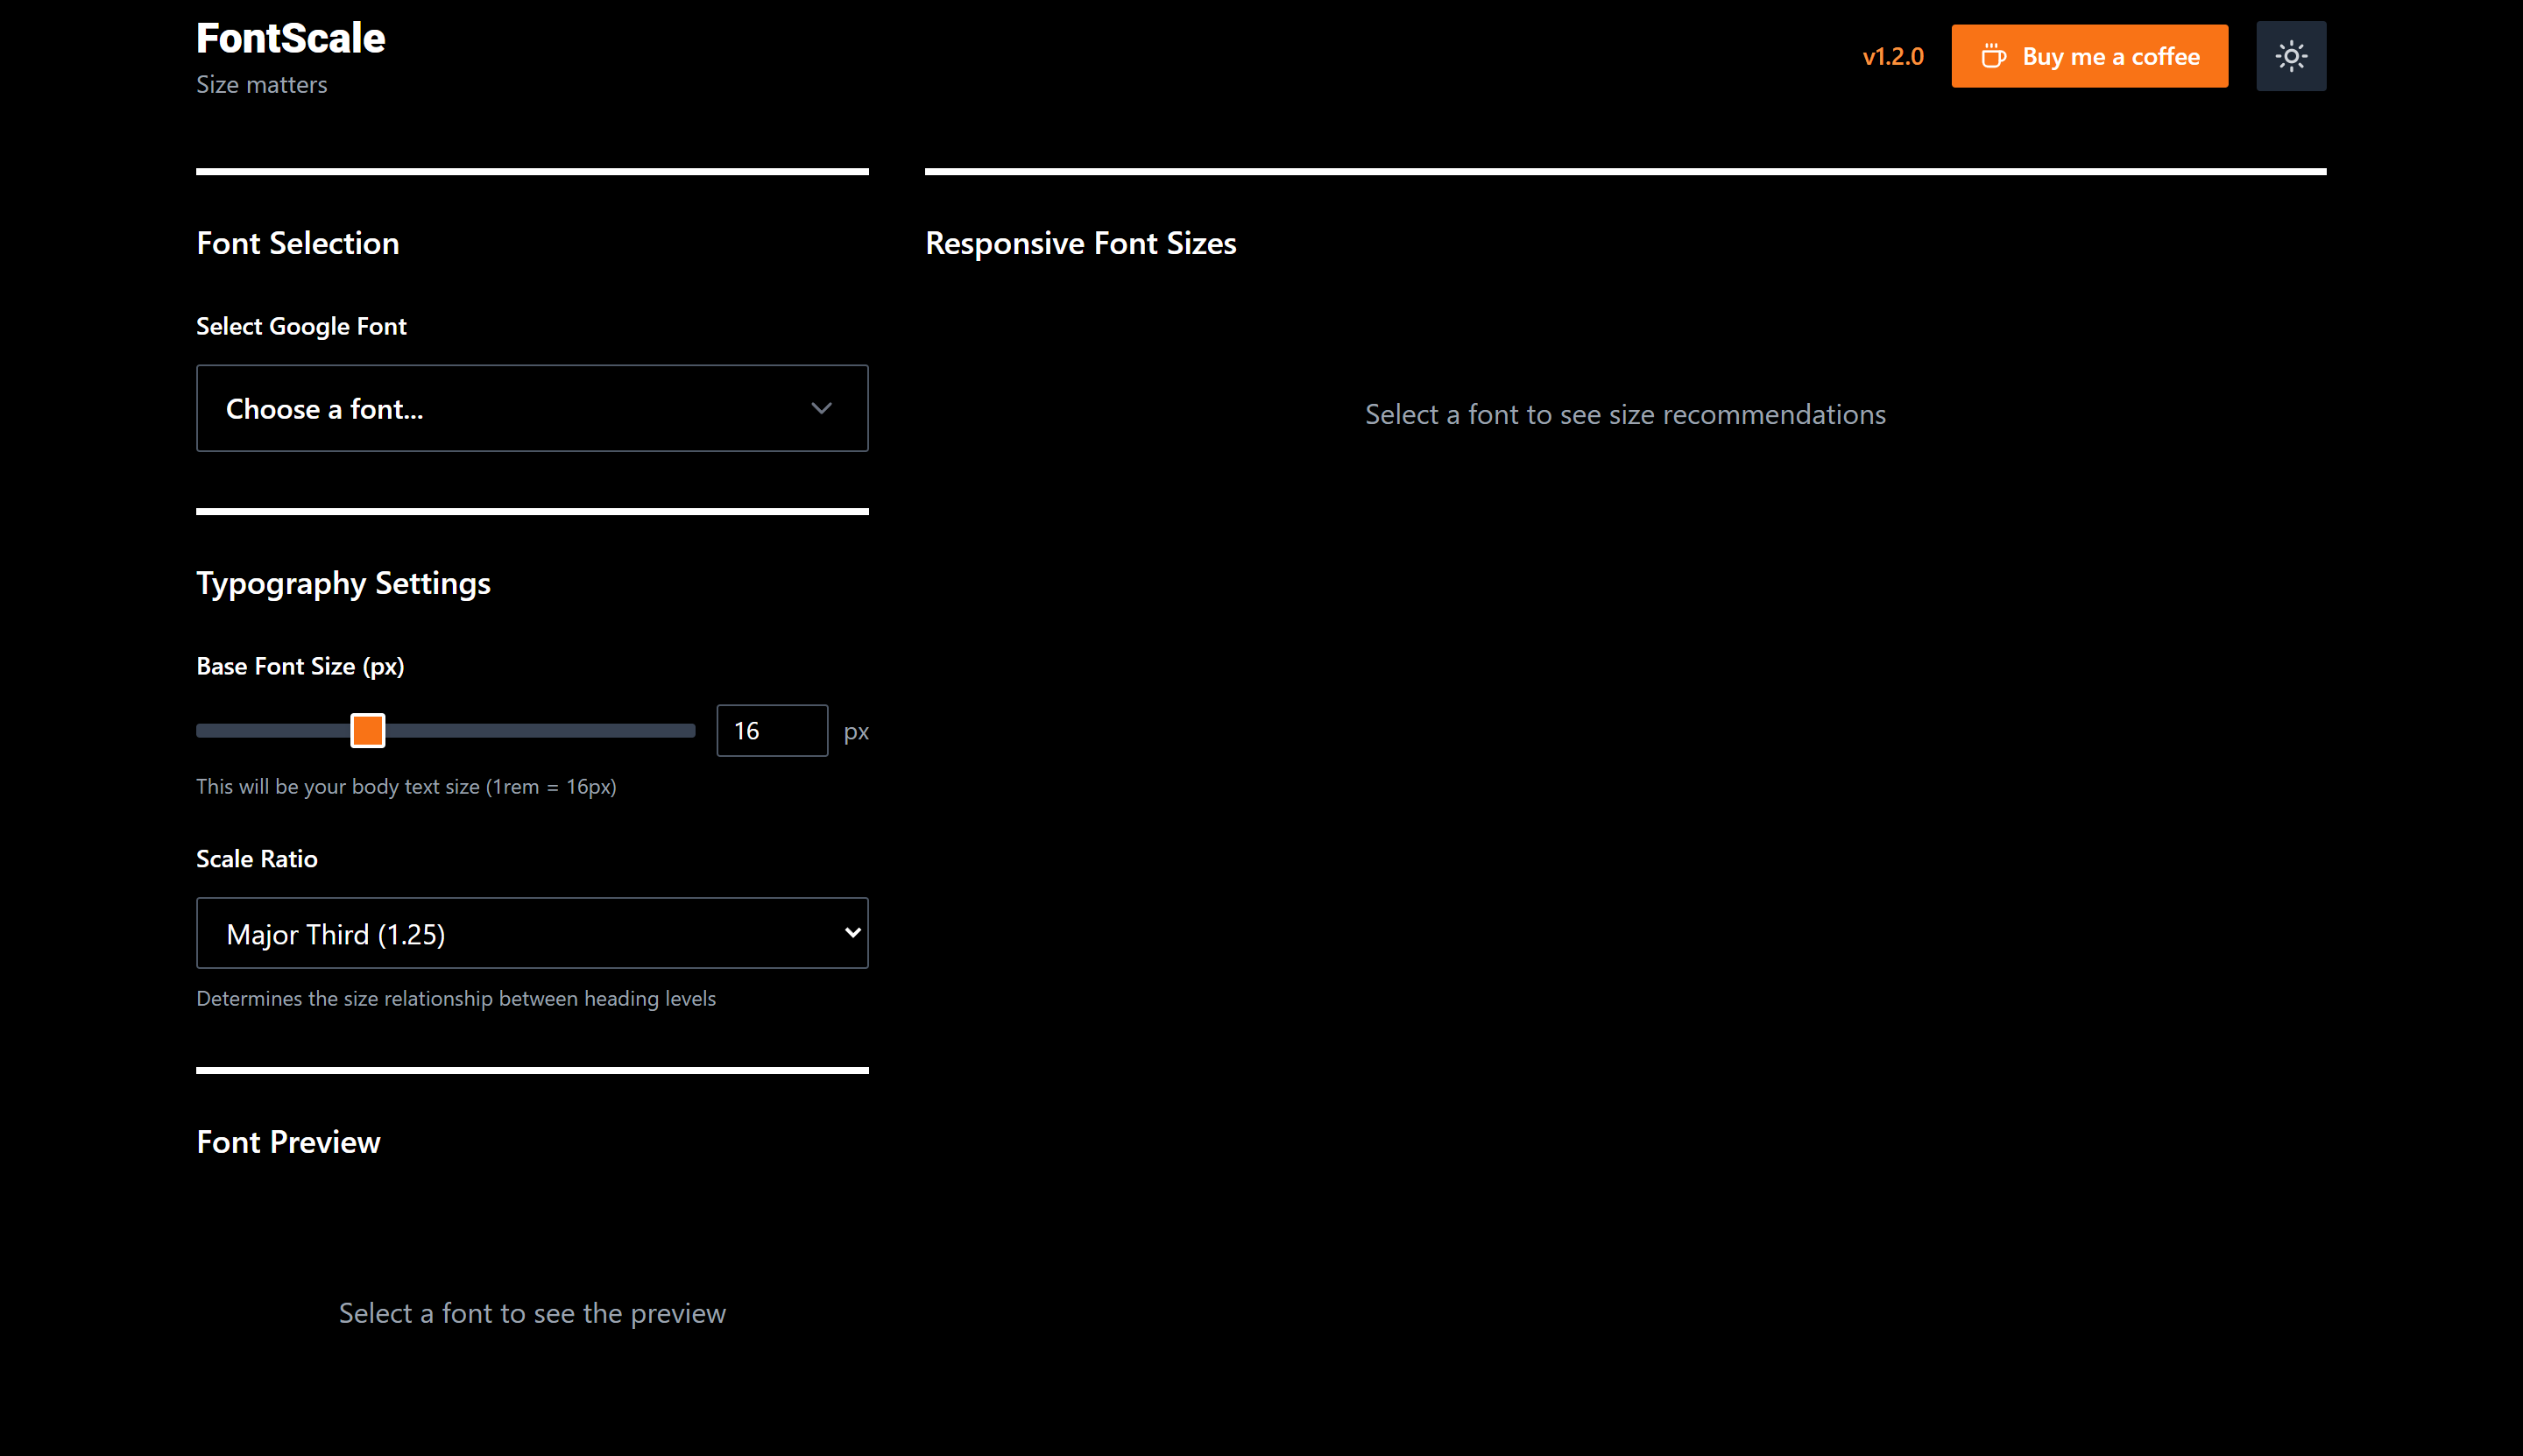 FontScale
Size matters
v1.2.0
Buy me a coffee
Font Selection
Select Google Font
Choose a font...
Typography Settings
Base Font Size (px)
16
px
This will be your body text size (1rem = 16px)
Scale Ratio
Major Third (1.25)
Determines the size relationship between heading levels
Font Preview
Select a font to see the preview
Responsive Font Sizes
Select a font to see size recommendations